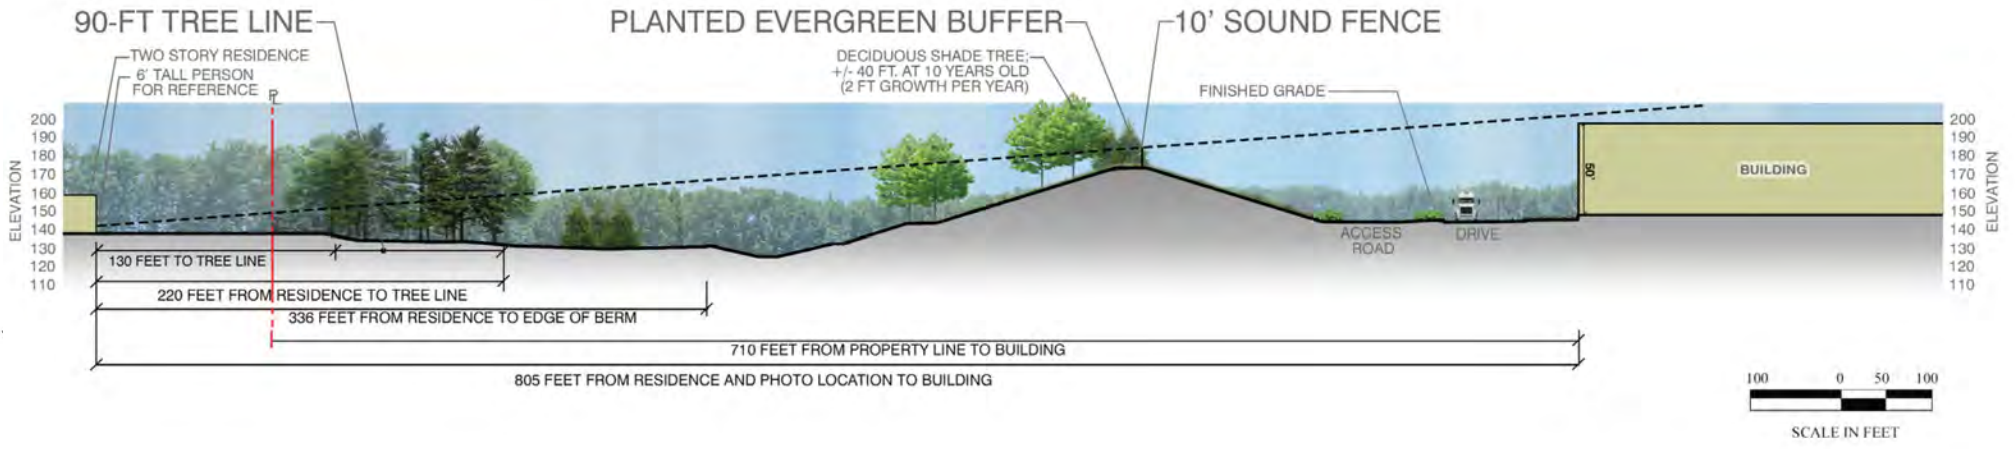 90-FT TREE LINE
PLANTED EVERGREEN BUFFER
10' SOUND FENCE
TWO STORY RESIDENCE
6' TALL PERSON
FOR REFERENCE
PL
DECIDUOUS SHADE TREE;
+/- 40 FT. AT 10 YEARS OLD
(2 FT GROWTH PER YEAR)
FINISHED GRADE
ELEVATION
200
190
180
170
160
150
140
130
120
110
50'
BUILDING
ACCESS
ROAD
DRIVE
200
190
180
170
160
150
140
130
120
110
ELEVATION
130 FEET TO TREE LINE
220 FEET FROM RESIDENCE TO TREE LINE
336 FEET FROM RESIDENCE TO EDGE OF BERM
710 FEET FROM PROPERTY LINE TO BUILDING
805 FEET FROM RESIDENCE AND PHOTO LOCATION TO BUILDING
100 0 50 100
SCALE IN FEET